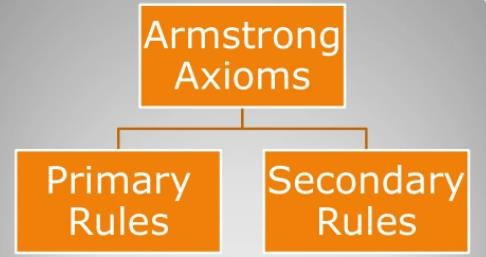 Armstrong
Axioms
Primary
Rules
Secondary
Rules